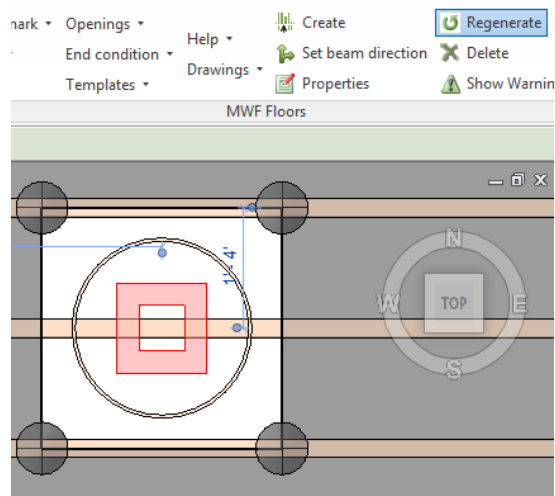 nark Openings Help Create Regenerate
End condition Set beam direction Delete
Templates Drawings Properties Show Warnin
MWF Floors
N
W TOP E
S